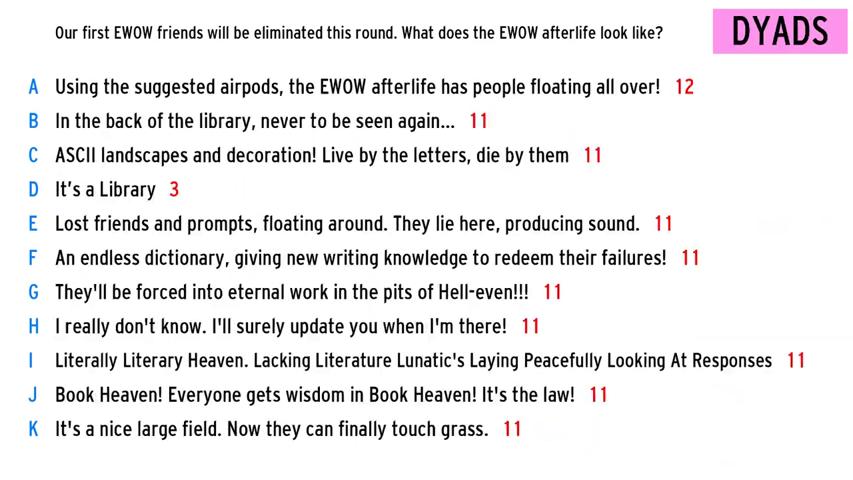 Our first EWOW friends will be eliminated this round. What does the EWOW afterlife look like?
DYADS
A Using the suggested airpods, the EWOW afterlife has people floating all over! 12
B In the back of the library, never to be seen again... 11
C ASCII landscapes and decoration! Live by the letters, die by them 11
D It's a Library 3
E Lost friends and prompts, floating around. They lie here, producing sound. 11
F An endless dictionary, giving new writing knowledge to redeem their failures! 11
G They'll be forced into eternal work in the pits of Hell-even!!! 11
H I really don't know. I'll surely update you when I'm there! 11
I Literally Literary Heaven. Lacking Literature Lunatic's Laying Peacefully Looking At Responses 11
J Book Heaven! Everyone gets wisdom in Book Heaven! It's the law! 11
K It's a nice large field. Now they can finally touch grass. 11